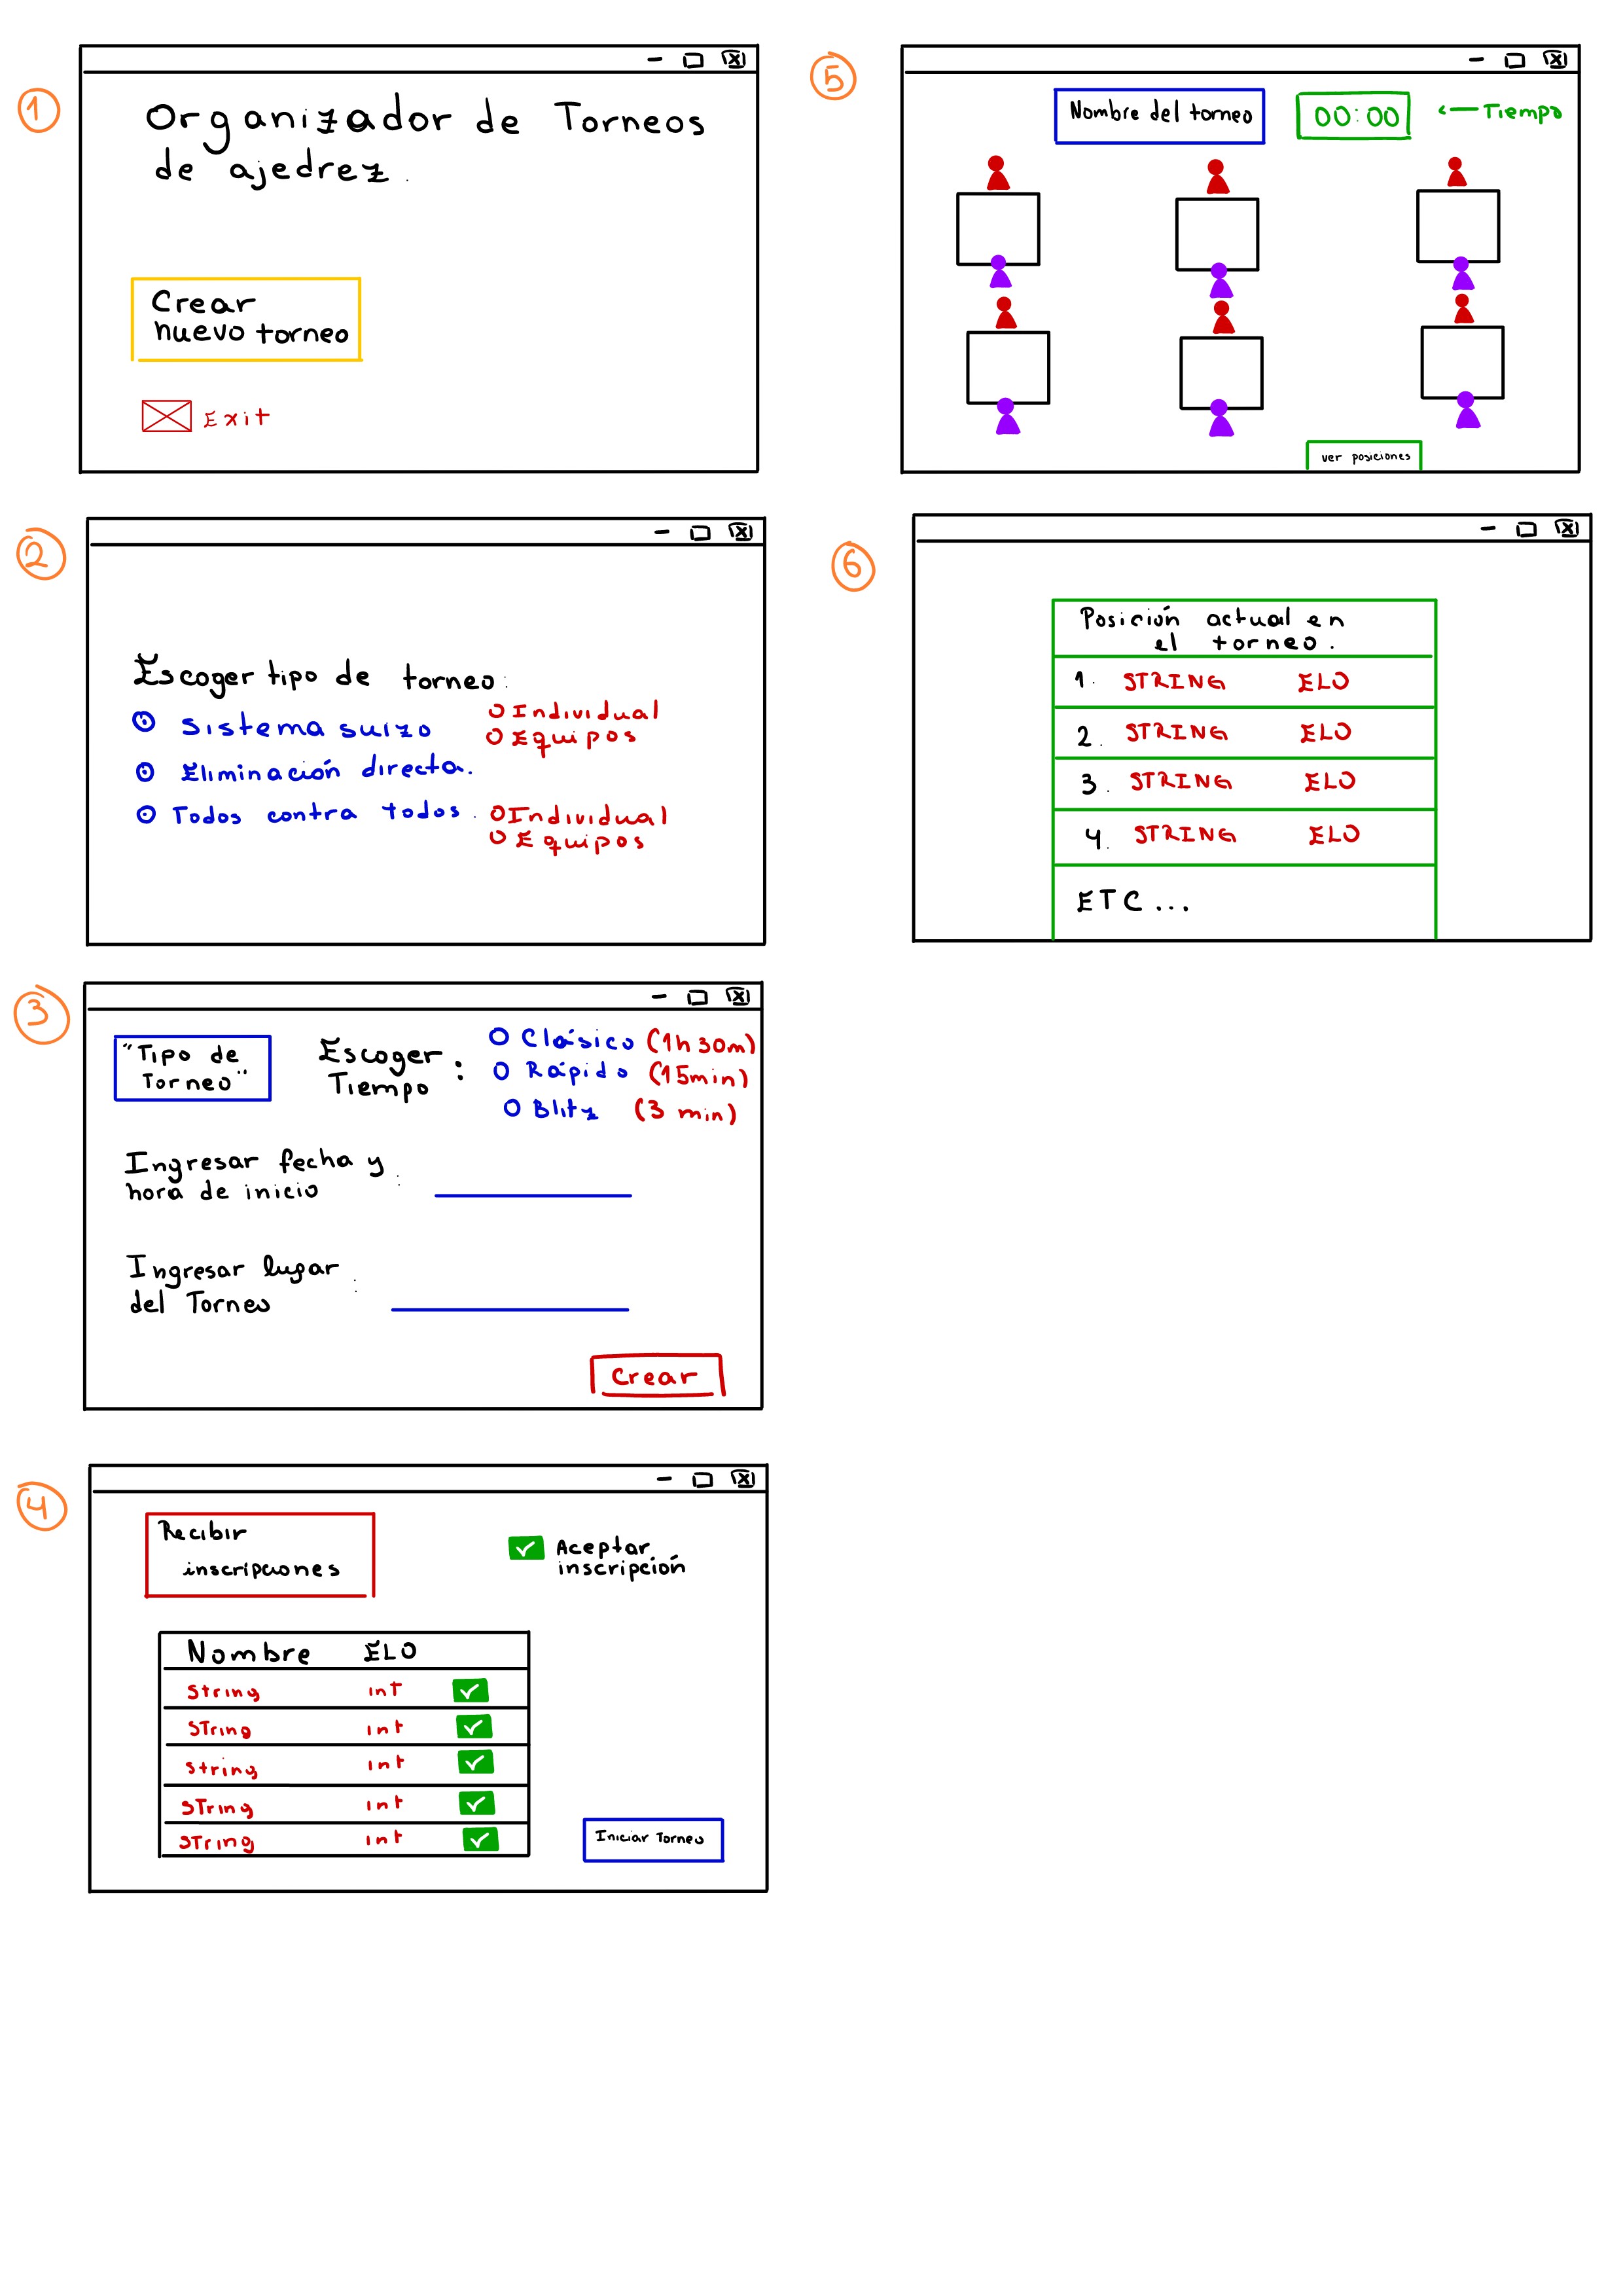 1
Organizador de Torneos
de ajedrez.
Crear
nuevo torneo
Exit
2
Escoger tipo de torneo:
Sistema suizo
Individual
Equipos
Eliminación directa.
Todos contra todos.
Individual
Equipos
3
"Tipo de
Torneo"
Escoger
Tiempo :
Clásico (1h30m)
Rápido (15min)
Blitz (3 min)
Ingresar fecha y
hora de inicio :
Ingresar lugar
del Torneo :
Crear
4
Recibir
inscripciones
Aceptar
inscripción
Nombre ELO
String int
STring int
string int
STring int
STring int
Iniciar Torneo
5
Nombre del torneo
00:00
← Tiempo
ver posiciones
6
Posición actual en
el torneo.
1. STRING ELO
2. STRING ELO
3. STRING ELO
4. STRING ELO
ETC...